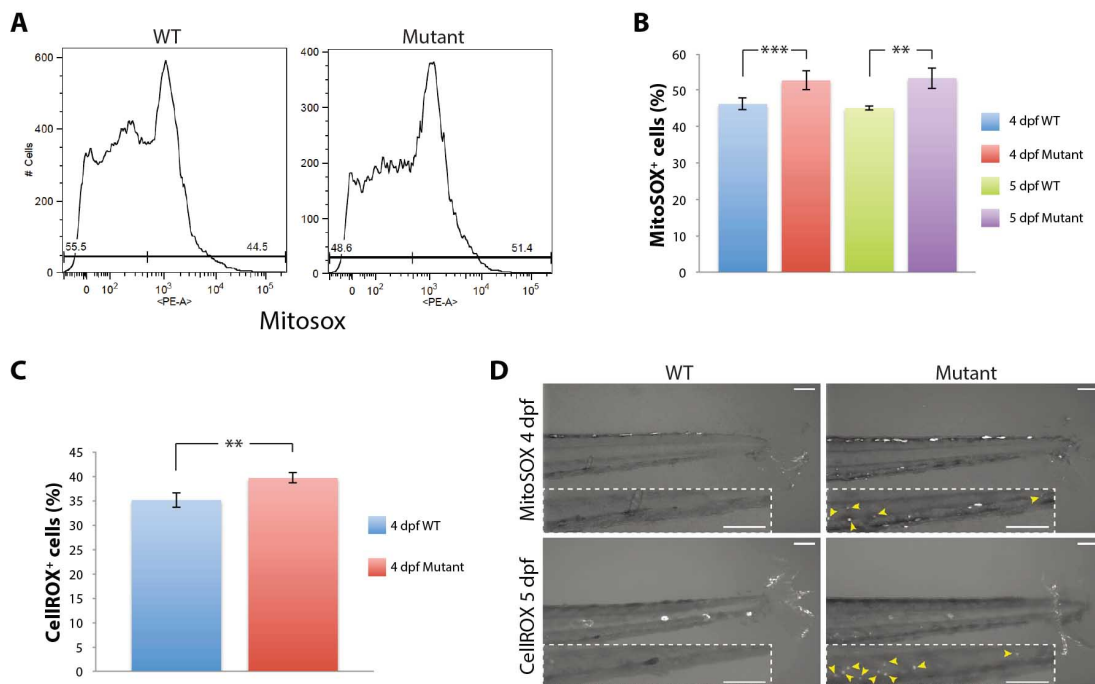 A
WT
Mutant
# Cells
600
400
200
0
55.5
44.5
0 10² 10³ 10⁴ 10⁵
<PE-A>
400
300
200
100
0
48.6
51.4
0 10² 10³ 10⁴ 10⁵
<PE-A>
Mitosox
B
MitoSOX⁺ cells (%)
60
50
40
30
20
10
0
***
**
4 dpf WT
4 dpf Mutant
5 dpf WT
5 dpf Mutant
C
CellROX⁺ cells (%)
45
40
35
30
25
20
15
10
5
0
**
4 dpf WT
4 dpf Mutant
D
WT
Mutant
MitoSOX 4 dpf
CellROX 5 dpf